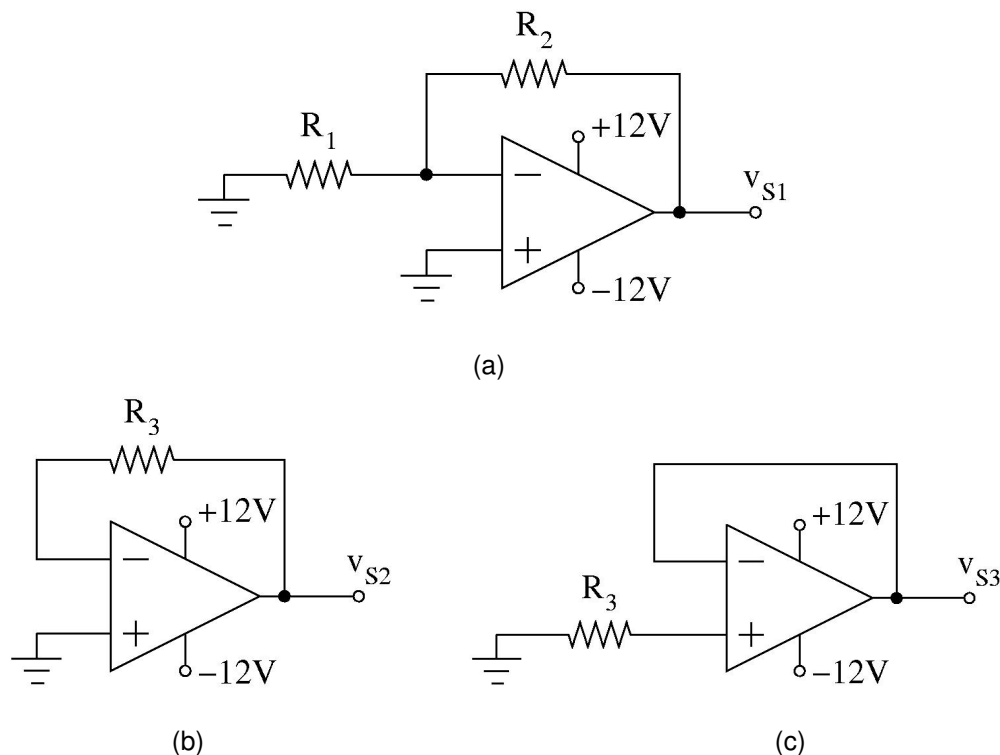 R2
R1
+12V
−
vS1
+
−12V
(a)
R3
+12V
−
vS2
+
−12V
(b)
+12V
−
vS3
R3
+
−12V
(c)